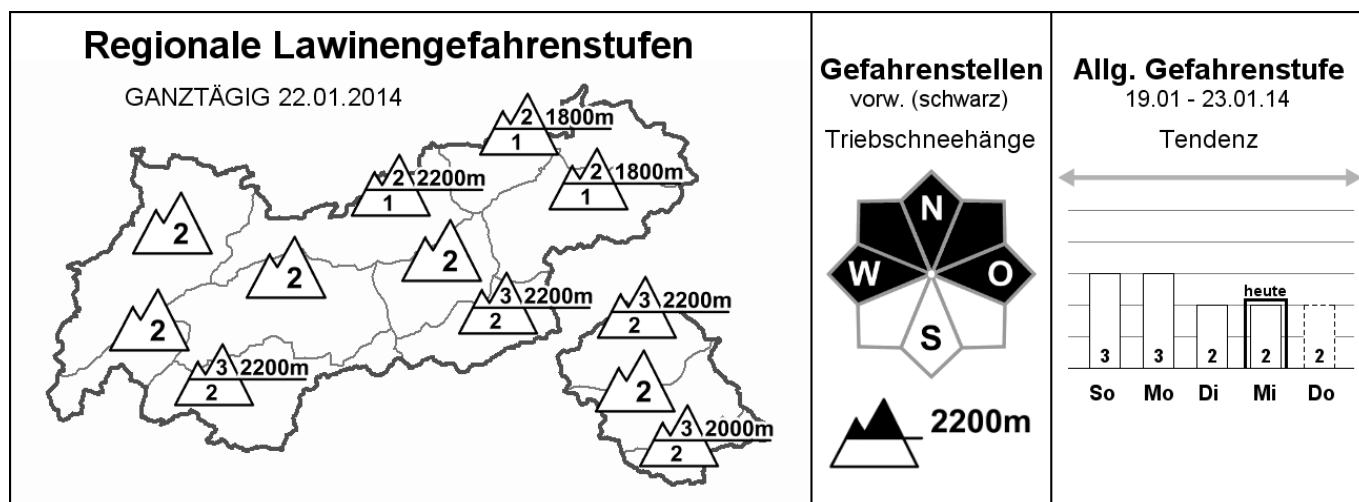 Regionale Lawinengefahrenstufen
GANZTÄGIG 22.01.2014
2 1800m
1
2 2200m
1
2 1800m
1
2
2
2
3 2200m
2
3 2200m
2
2
3 2200m
2
2
3 2000m
2
Gefahrenstellen
vorw. (schwarz)
Triebschneehänge
N
W O
S
2200m
Allg. Gefahrenstufe
19.01 - 23.01.14
Tendenz
heute
3 3 2 2 2
So Mo Di Mi Do